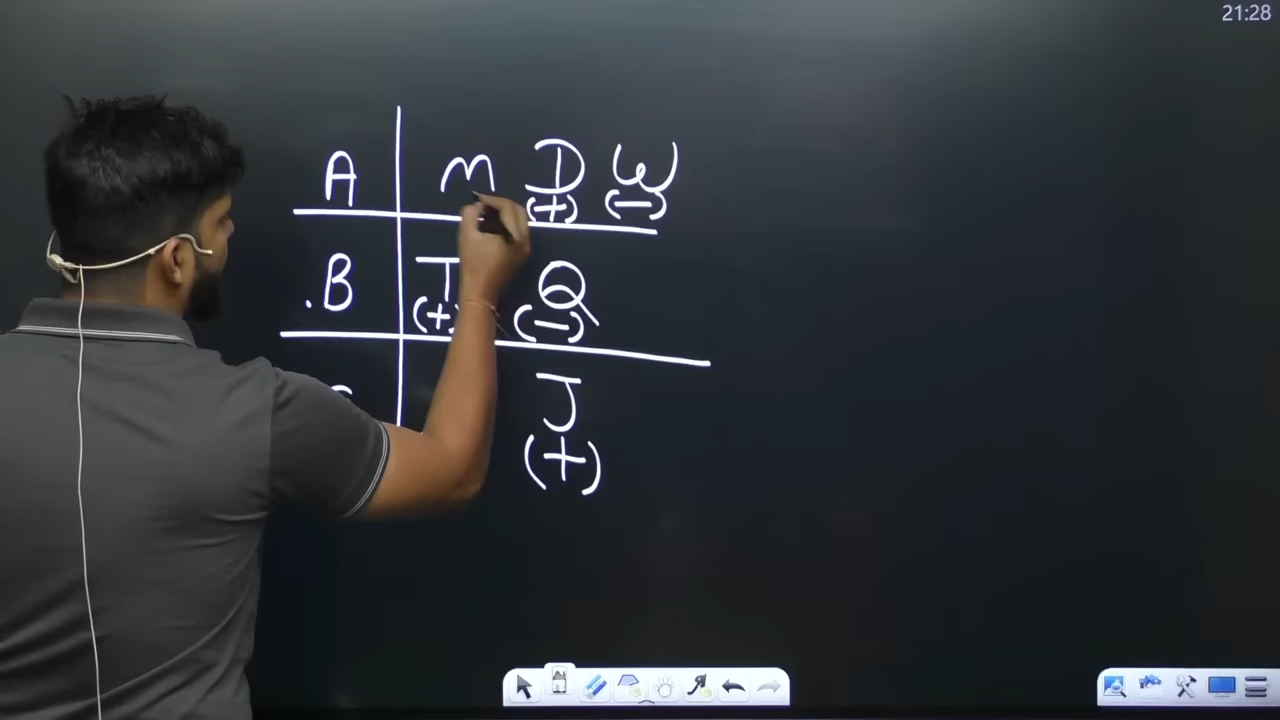 21:28
A M D W
(+) (-)
.B T Q
(+) (-)
J
(+)